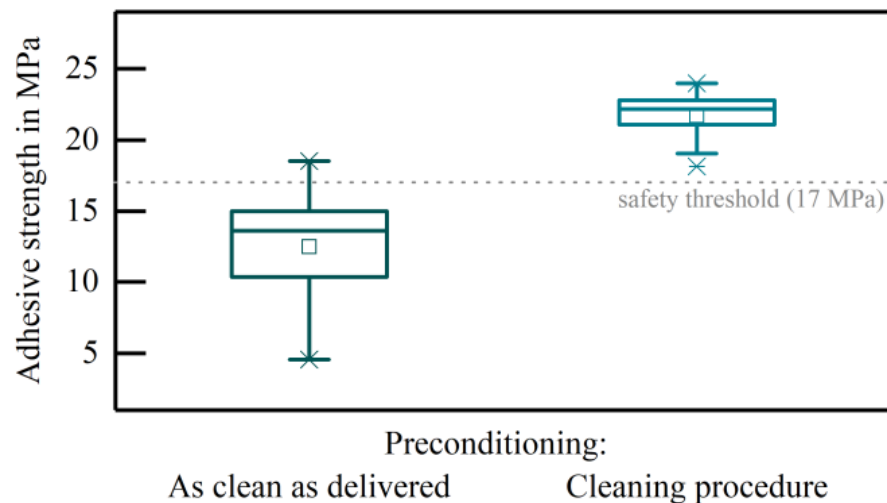 Adhesive strength in MPa
25
20
15
10
5
safety threshold (17 MPa)
Preconditioning:
As clean as delivered
Cleaning procedure